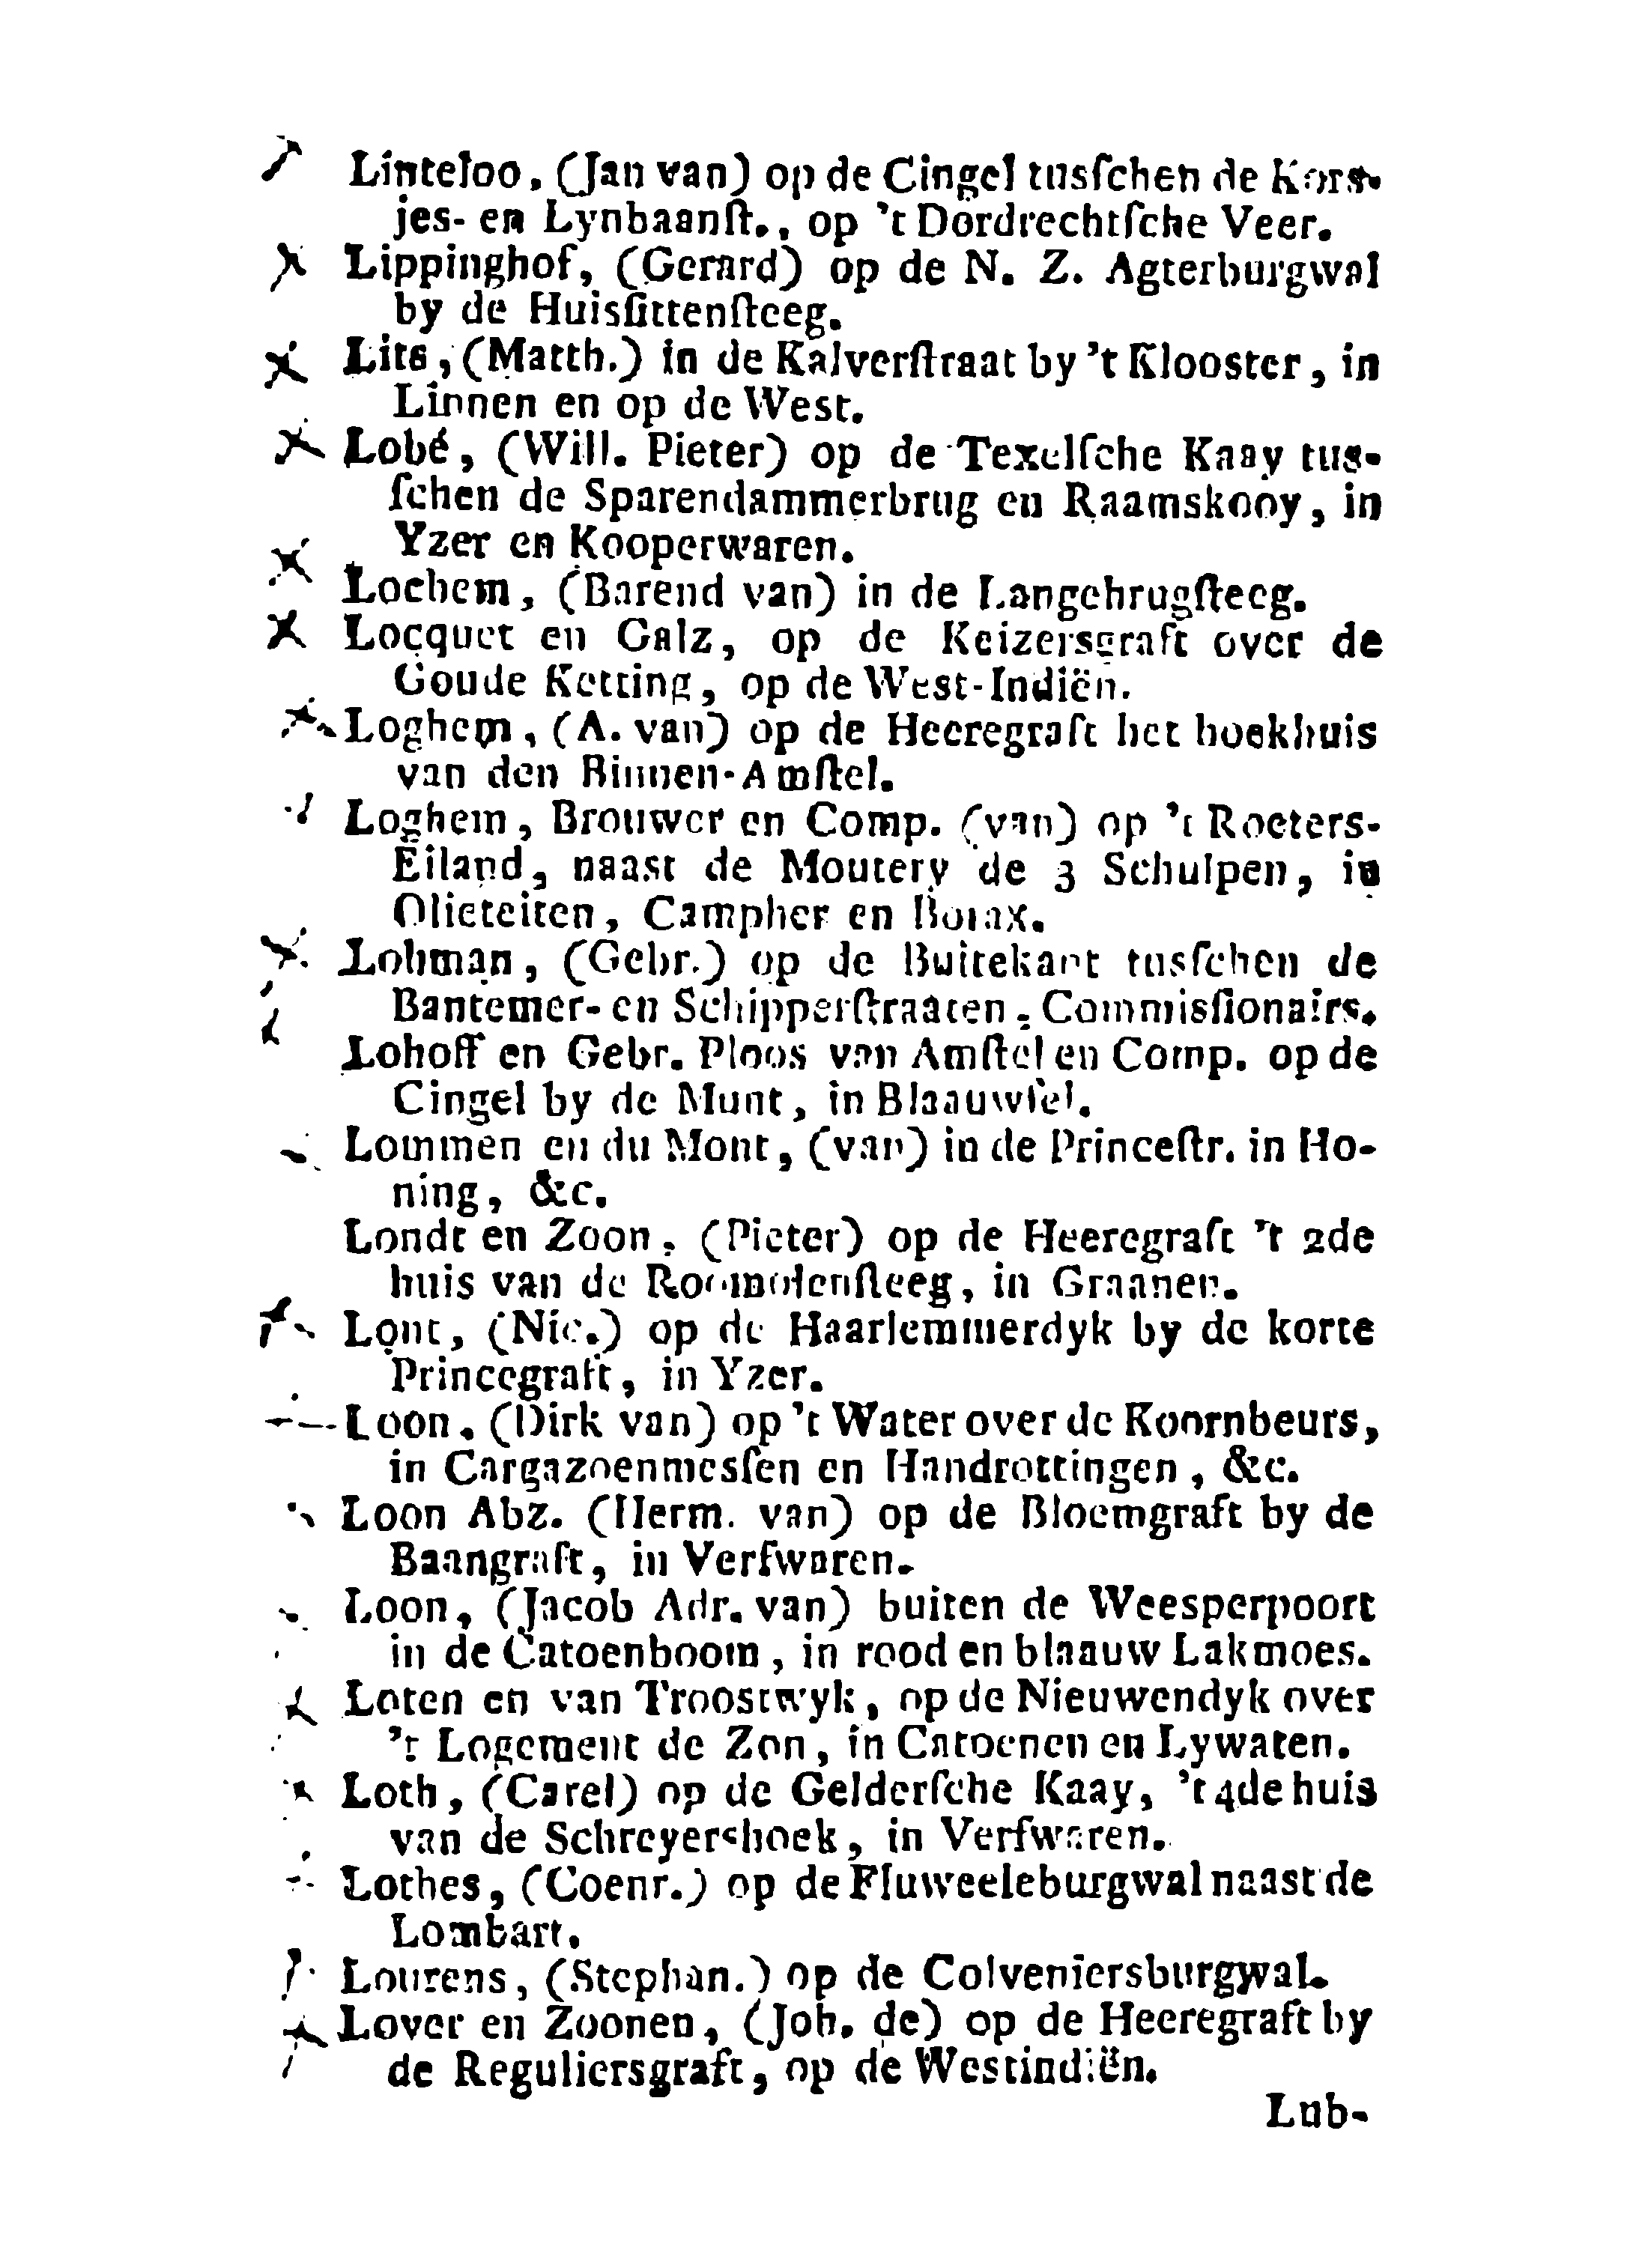 Linteloo, (Jan van) op de Cingel tusſchen de Kors-
jes- en Lynbaanſt., op 't Dordrechtſche Veer.
Lippinghof, (Gerard) op de N. Z. Agterburgwal
by de Huisſittenſteeg.
Lits, (Matth.) in de Kalverſtraat by 't Klooster, in
Linnen en op de West.
Lobé, (Will. Pieter) op de Texelſche Kaay tus-
ſchen de Sparendammerbrug en Raamskooy, in
Yzer en Kooperwaren.
Lochem, (Barend van) in de Langebrugſteeg.
Locquet en Galz, op de Keizersgraft over de
Goude Ketting, op de West-Indiën.
Loghem, (A. van) op de Heeregraft het hoekhuis
van den Binnen-Amſtel.
Loghem, Brouwer en Comp. (van) op 't Roeters-
Eiland, naast de Moutery de 3 Schulpen, in
Olieteiten, Campher en Borax.
Lohman, (Gebr.) op de Buitekant tusſchen de
Bantemer- en Schipperſtraaten, Commisſionairs.
Lohoff en Gebr. Ploos van Amſtel en Comp. op de
Cingel by de Munt, in Blaauwſel.
Lommen en du Mont, (van) in de Princeſtr. in Ho-
ning, &c.
Londt en Zoon, (Pieter) op de Heeregraft 't 2de
huis van de Roomolenſteeg, in Graanen.
Lont, (Nic.) op de Haarlemmerdyk by de korte
Princegraft, in Yzer.
Loon, (Dirk van) op 't Water over de Koornbeurs,
in Cargazoenmesſen en Handrottingen, &c.
Loon Abz. (Herm. van) op de Bloemgraft by de
Baangraft, in Verfwaren.
Loon, (Jacob Adr. van) buiten de Weesperpoort
in de Catoenboom, in rood en blaauw Lakmoes.
Loten en van Troostwyk, op de Nieuwendyk over
't Logement de Zon, in Catoenen en Lywaten.
Loth, (Carel) op de Gelderſche Kaay, 't 4de huis
van de Schreyershoek, in Verfwaren.
Lothes, (Coenr.) op de Fluweeleburgwal naast de
Lombart.
Lourens, (Stephan.) op de Colveniersburgwal.
Lover en Zoonen, (Joh. de) op de Heeregraft by
de Reguliersgraft, op de Westindiën.
Lub-